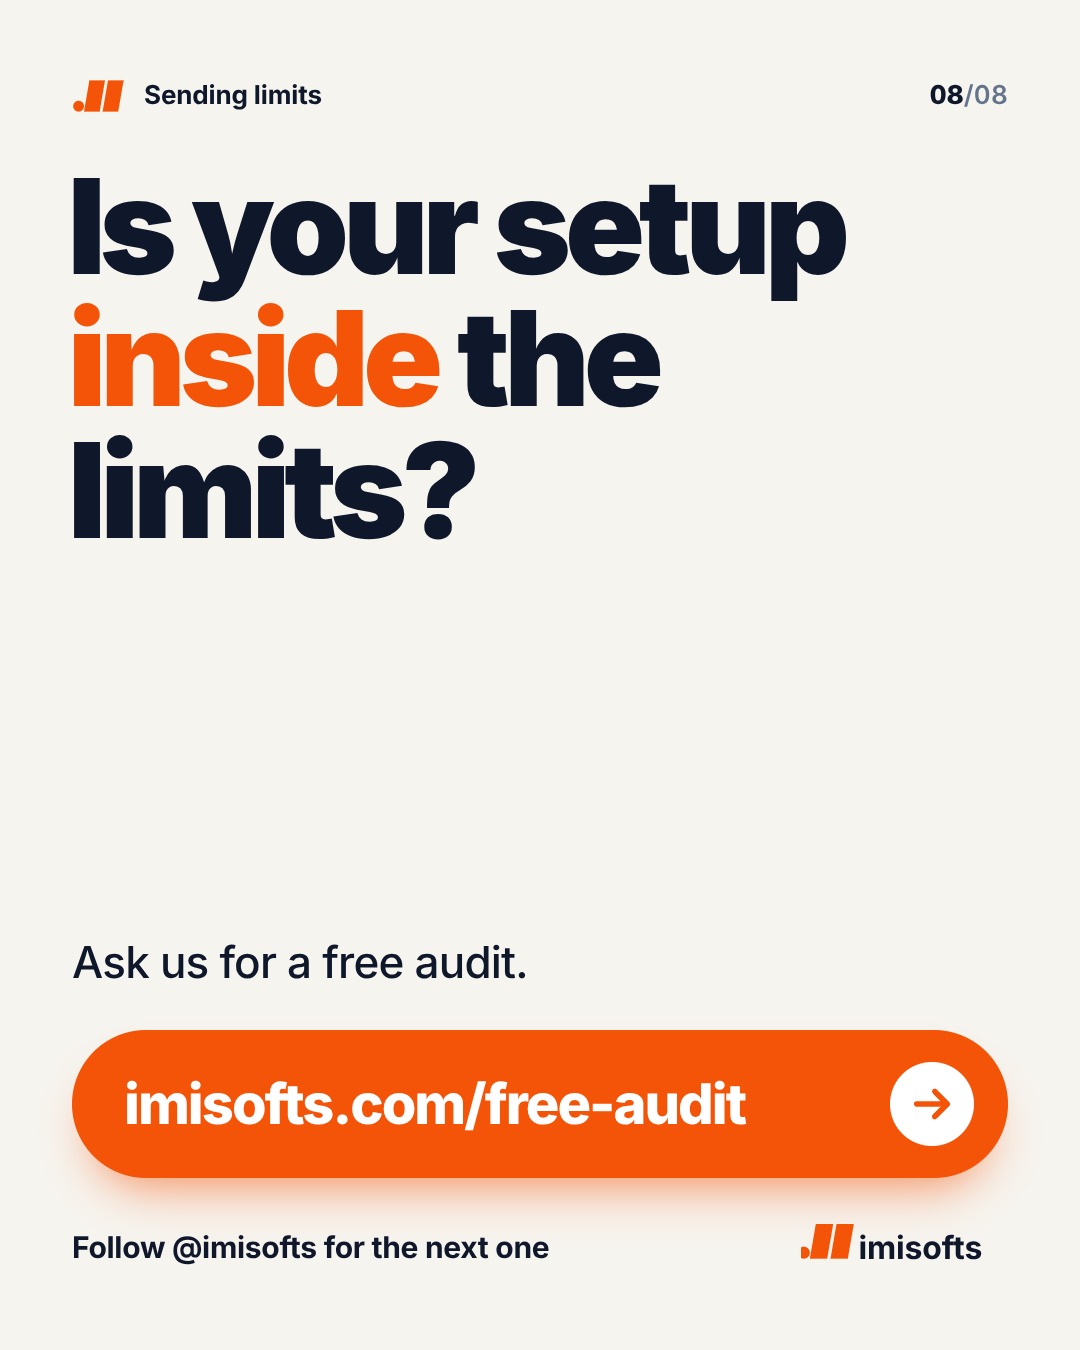 Sending limits
08/08
Is your setup
inside the
limits?
Ask us for a free audit.
imisofts.com/free-audit
Follow @imisofts for the next one
imisofts